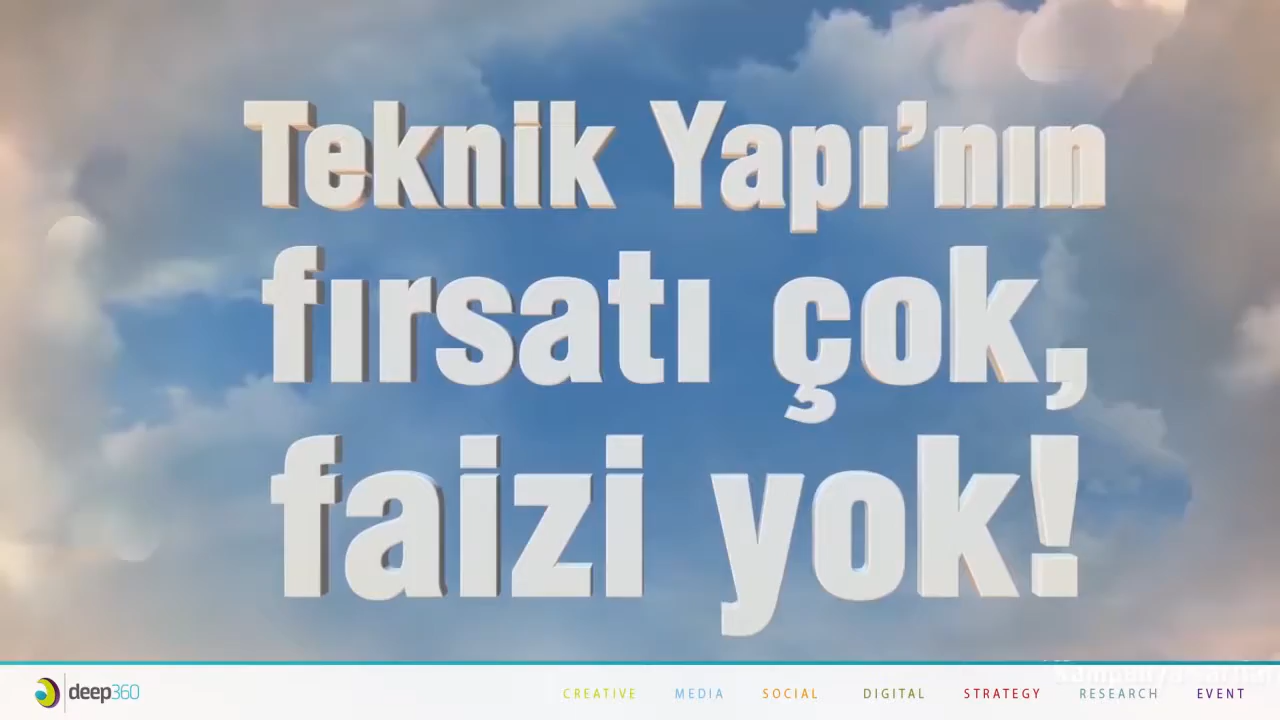 Teknik Yapı’nın
fırsatı çok,
faizi yok!
deep360
CREATIVE MEDIA SOCIAL DIGITAL STRATEGY RESEARCH EVENT